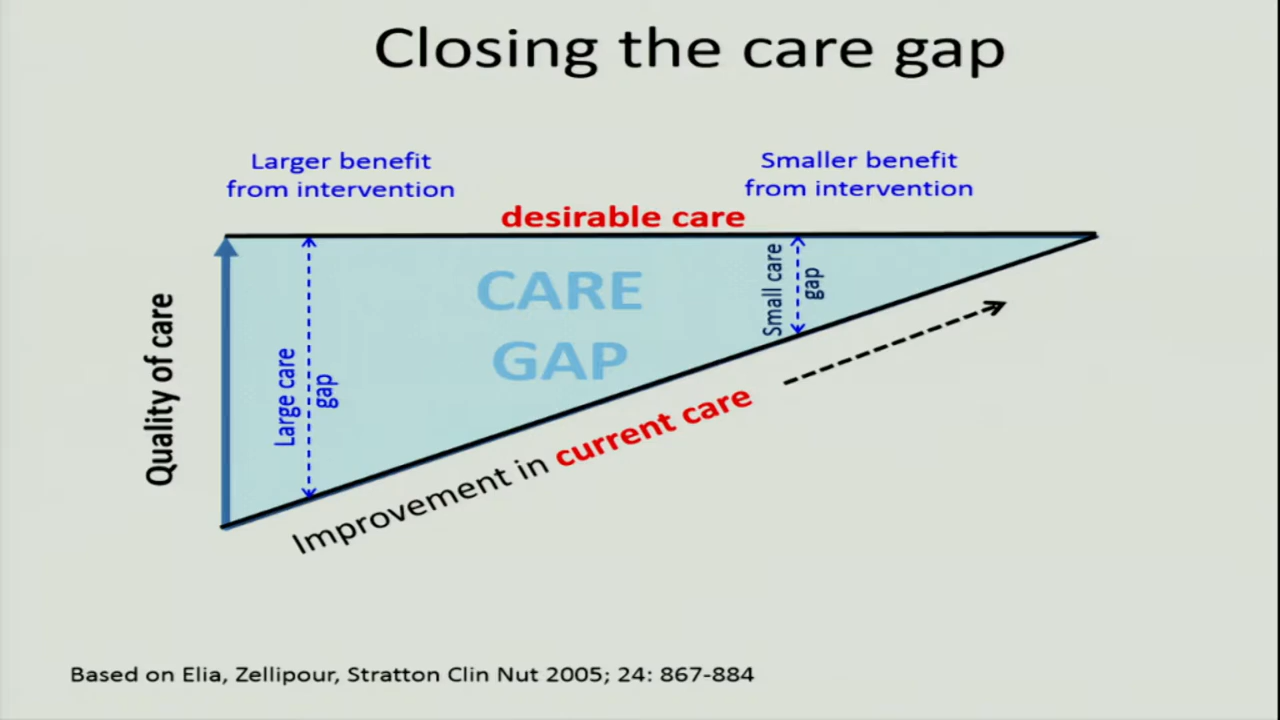 Closing the care gap
Larger benefit
from intervention
Smaller benefit
from intervention
desirable care
Quality of care
Large care
gap
CARE
GAP
Small care
gap
Improvement in current care
Based on Elia, Zellipour, Stratton Clin Nut 2005; 24: 867-884